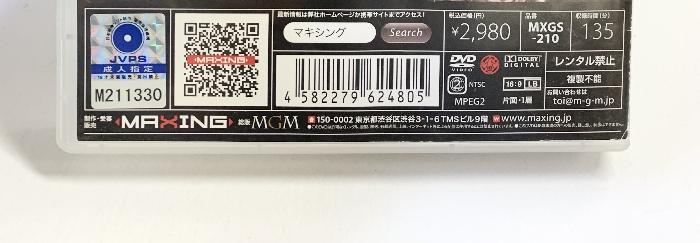 JVPS
成人指定
M211330
MAXING
最新情報は弊社ホームページか携帯サイトまでアクセス!
マキシング
Search
4 582279 624805
税込価格(円)
¥2,980
品番
MXGS
-210
収録時間(分)
135
DVD
VIDEO
DOLBY
DIGITAL
NTSC
16:9 LB
MPEG2
片面・1層
レンタル禁止
複製不能
お問い合わせは
toi@m-g-m.jp
制作・著作
販売
MAXING
総販
MGM
150-0002 東京都渋谷区渋谷3-1-6TMSビル9階
www.maxing.jp